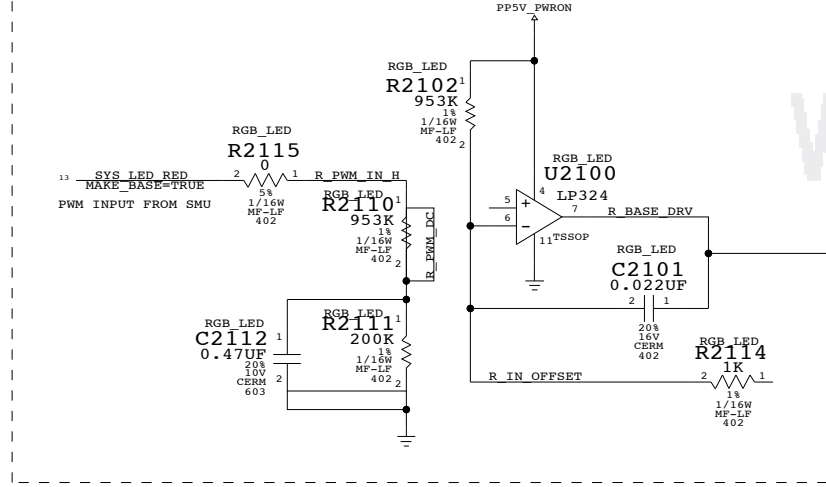 PP5V_PWRON
RGB_LED
R2102
1
953K
1%
1/16W
MF-LF
402
2
RGB_LED
R2115
0
13
SYS_LED_RED
2
1
R_PWM_IN_H
MAKE_BASE=TRUE
PWM INPUT FROM SMU
5%
1/16W
MF-LF
402
RGB_LED
U2100
4
LP324
5
+
7
6
-
11
TSSOP
R_BASE_DRV
RGB_LED
R2110
1
953K
1%
1/16W
MF-LF
402
2
R_PWM_DC
RGB_LED
C2101
0.022UF
2
1
20%
16V
CERM
402
RGB_LED
C2112
1
0.47UF
20%
10V
2
CERM
603
RGB_LED
R2111
1
200K
1%
1/16W
MF-LF
402
2
R_IN_OFFSET
RGB_LED
R2114
1K
2
1
1%
1/16W
MF-LF
402